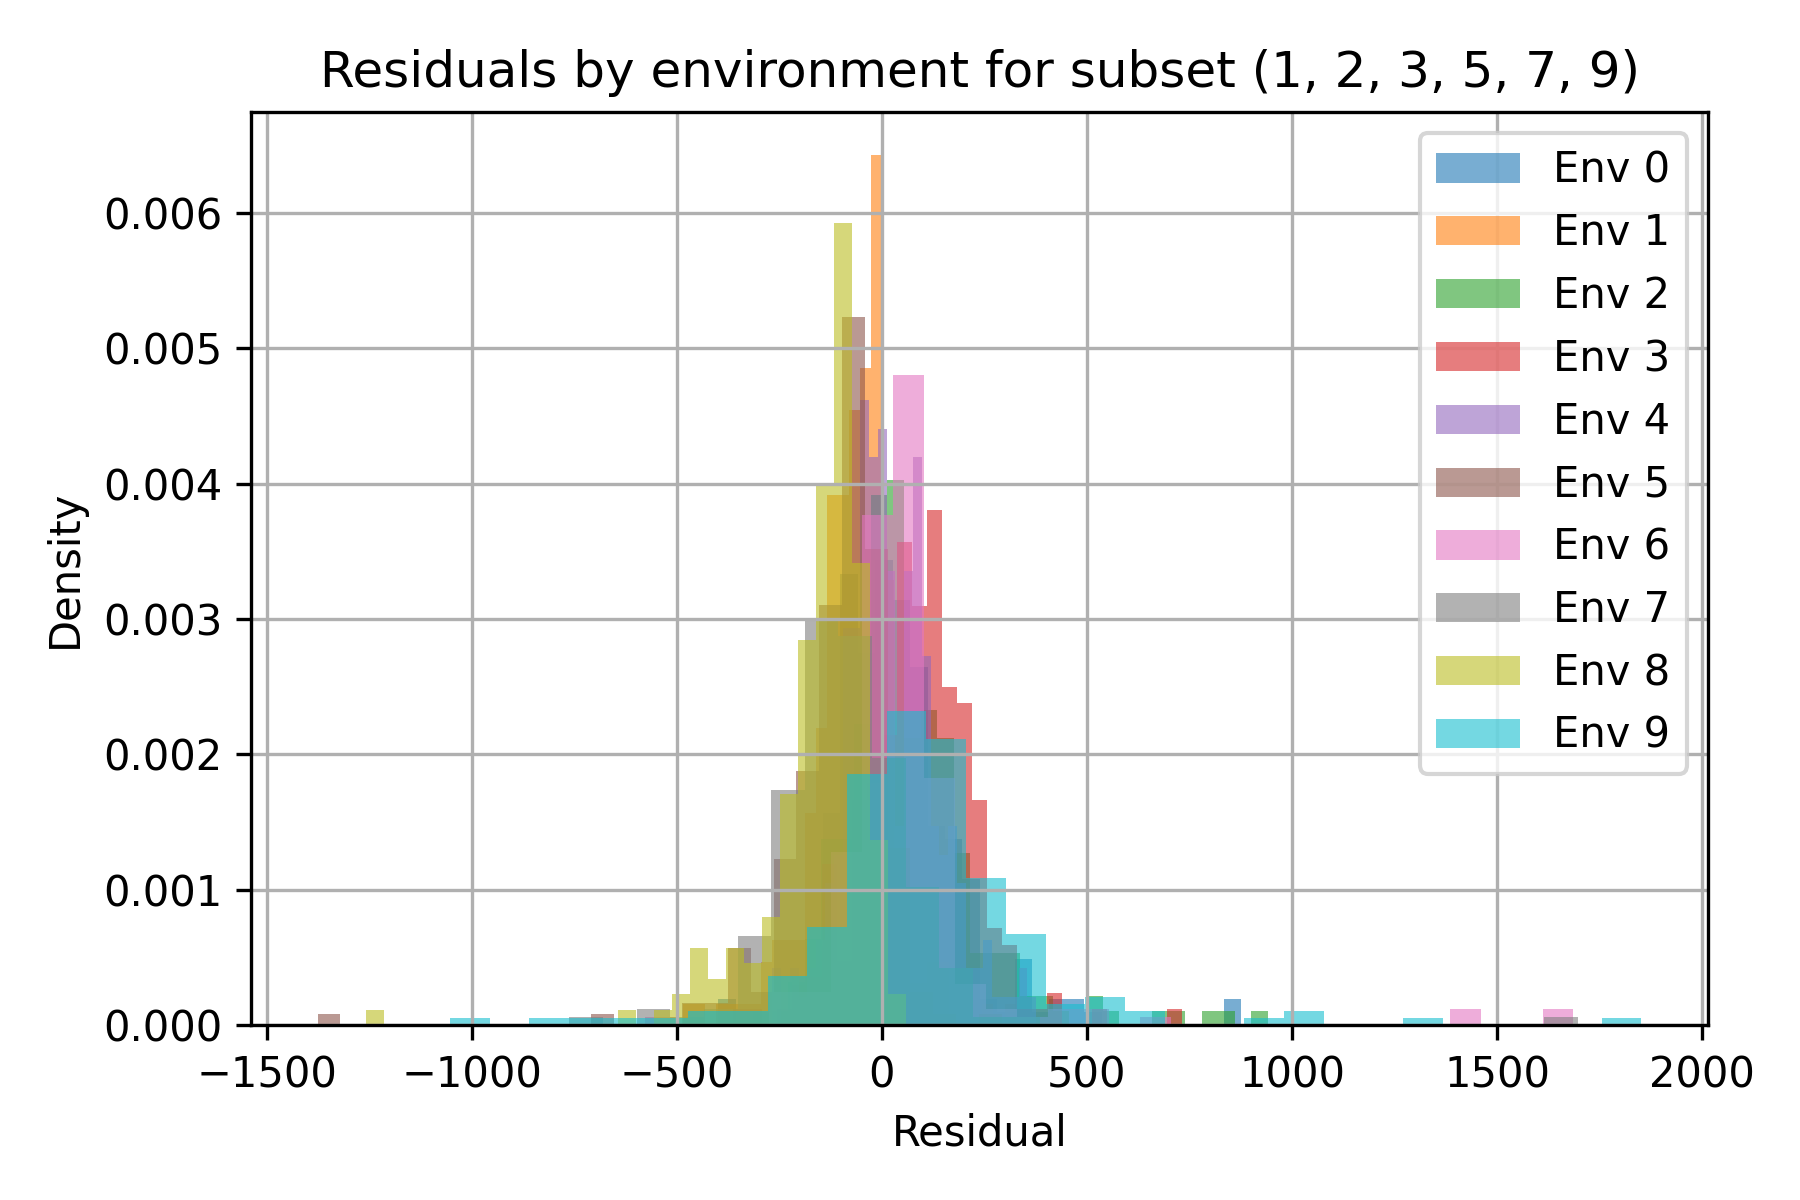 Residuals by environment for subset (1, 2, 3, 5, 7, 9)
Env 0
Env 1
Env 2
Env 3
Env 4
Env 5
Env 6
Env 7
Env 8
Env 9
Density
0.006
0.005
0.004
0.003
0.002
0.001
0.000
−1500 −1000 −500 0 500 1000 1500 2000
Residual